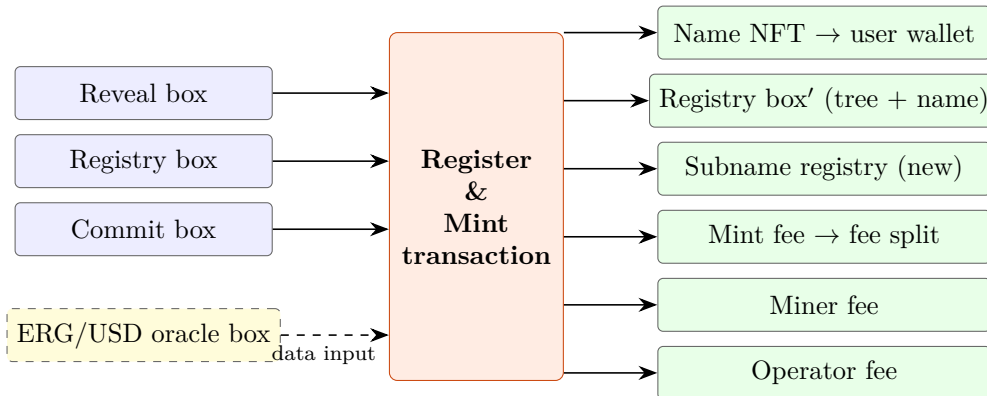 Reveal box
Registry box
Commit box
ERG/USD oracle box
data input
Register
&
Mint
transaction
Name NFT → user wallet
Registry box′ (tree + name)
Subname registry (new)
Mint fee → fee split
Miner fee
Operator fee